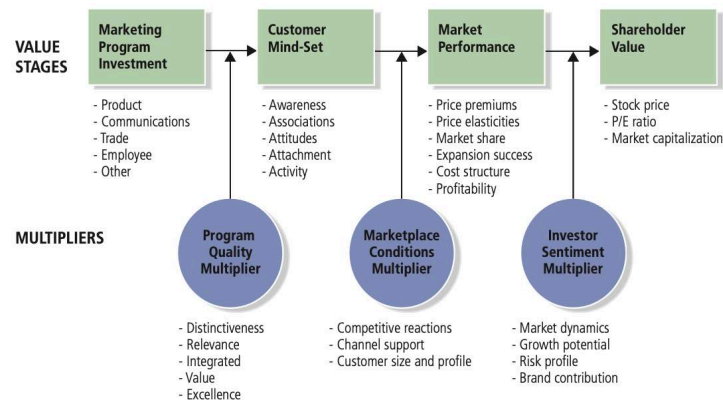 VALUE
STAGES
Marketing
Program
Investment
Customer
Mind-Set
Market
Performance
Shareholder
Value
- Product
- Communications
- Trade
- Employee
- Other
- Awareness
- Associations
- Attitudes
- Attachment
- Activity
- Price premiums
- Price elasticities
- Market share
- Expansion success
- Cost structure
- Profitability
- Stock price
- P/E ratio
- Market capitalization
MULTIPLIERS
Program
Quality
Multiplier
Marketplace
Conditions
Multiplier
Investor
Sentiment
Multiplier
- Distinctiveness
- Relevance
- Integrated
- Value
- Excellence
- Competitive reactions
- Channel support
- Customer size and profile
- Market dynamics
- Growth potential
- Risk profile
- Brand contribution